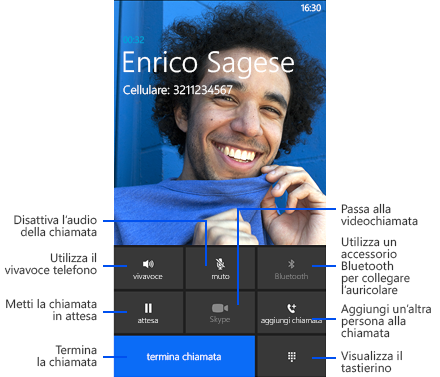 16:30
00:32
Enrico Sagese
Cellulare: 3211234567
Disattiva l'audio
della chiamata
Utilizza il
vivavoce telefono
Metti la chiamata
in attesa
Termina
la chiamata
vivavoce
muto
Bluetooth
attesa
Skype
aggiungi chiamata
termina chiamata
Passa alla
videochiamata
Utilizza un
accessorio
Bluetooth
per collegare
l'auricolare
Aggiungi un'altra
persona alla
chiamata
Visualizza il
tastierino